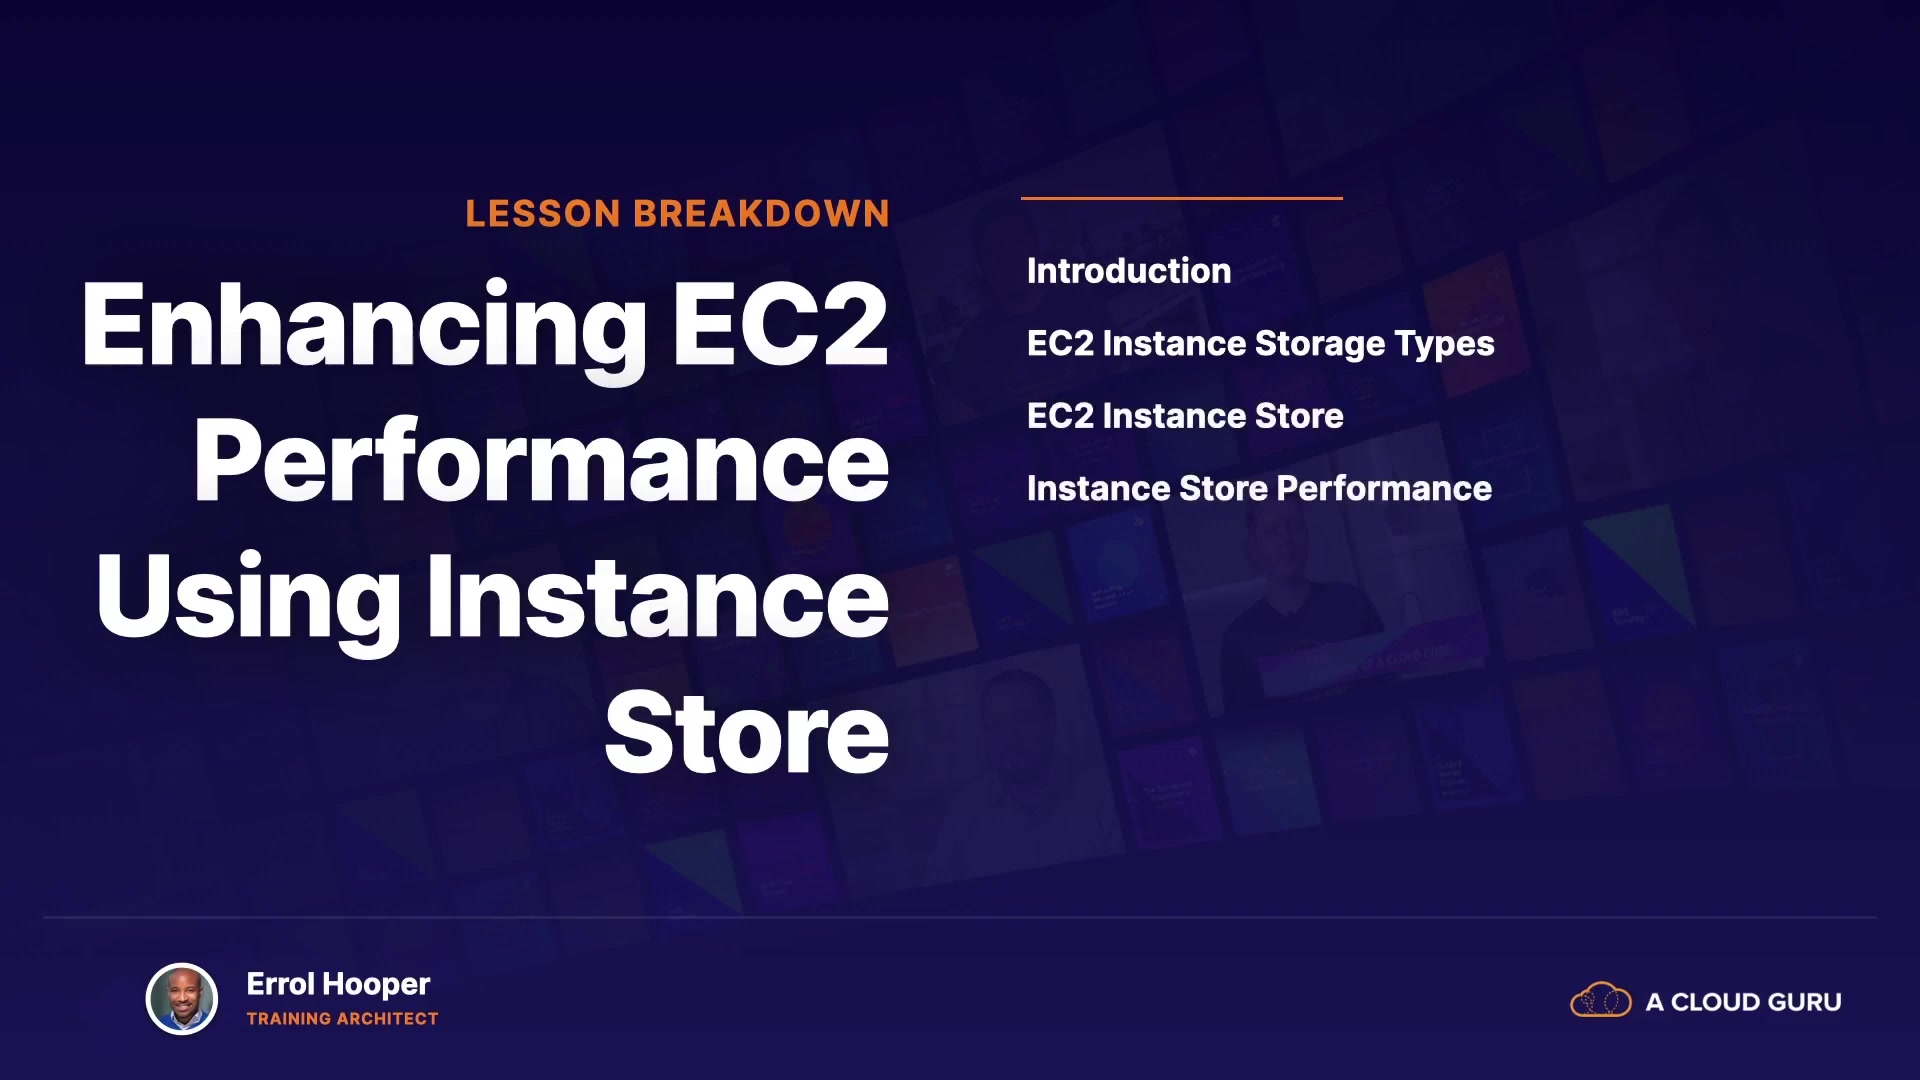 LESSON BREAKDOWN
Enhancing EC2
Performance
Using Instance
Store
Introduction
EC2 Instance Storage Types
EC2 Instance Store
Instance Store Performance
Errol Hooper
TRAINING ARCHITECT
A CLOUD GURU